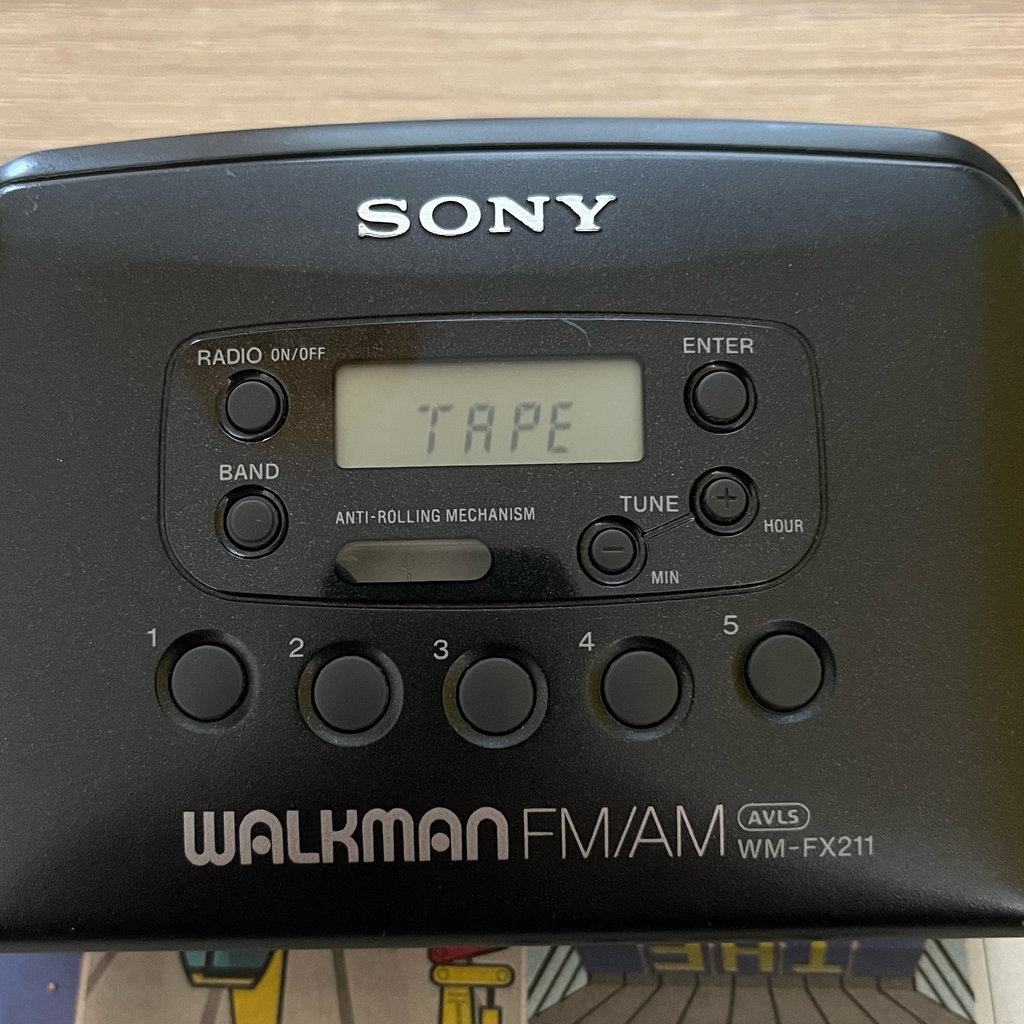 SONY
RADIO ON/OFF
ENTER
TAPE
BAND
TUNE
+
HOUR
ANTI-ROLLING MECHANISM
−
MIN
1
2
3
4
5
WALKMAN FM/AM AVLS
WM-FX211
THE